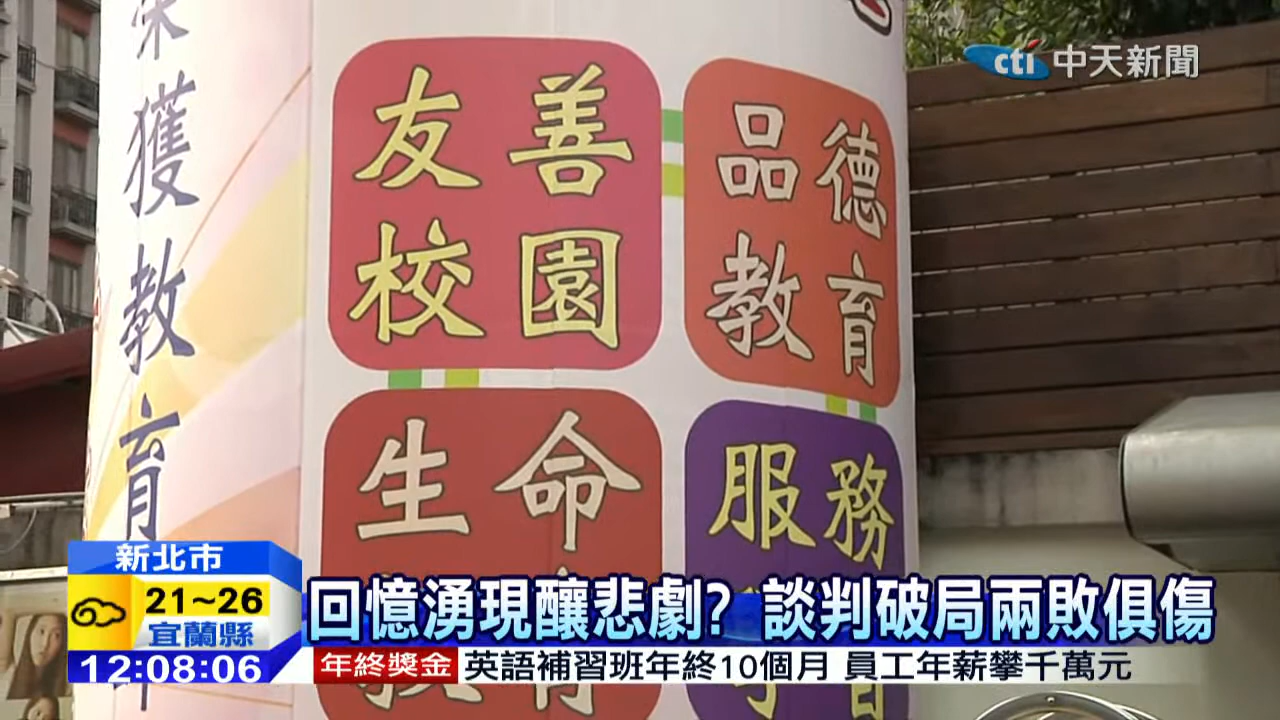 cti 中天新聞
榮獲教育
友善
校園
品德
教育
生命
服務
新北市
21~26
宜蘭縣
12:08:06
回憶湧現釀悲劇? 談判破局兩敗俱傷
年終獎金 英語補習班年終10個月 員工年薪攀千萬元